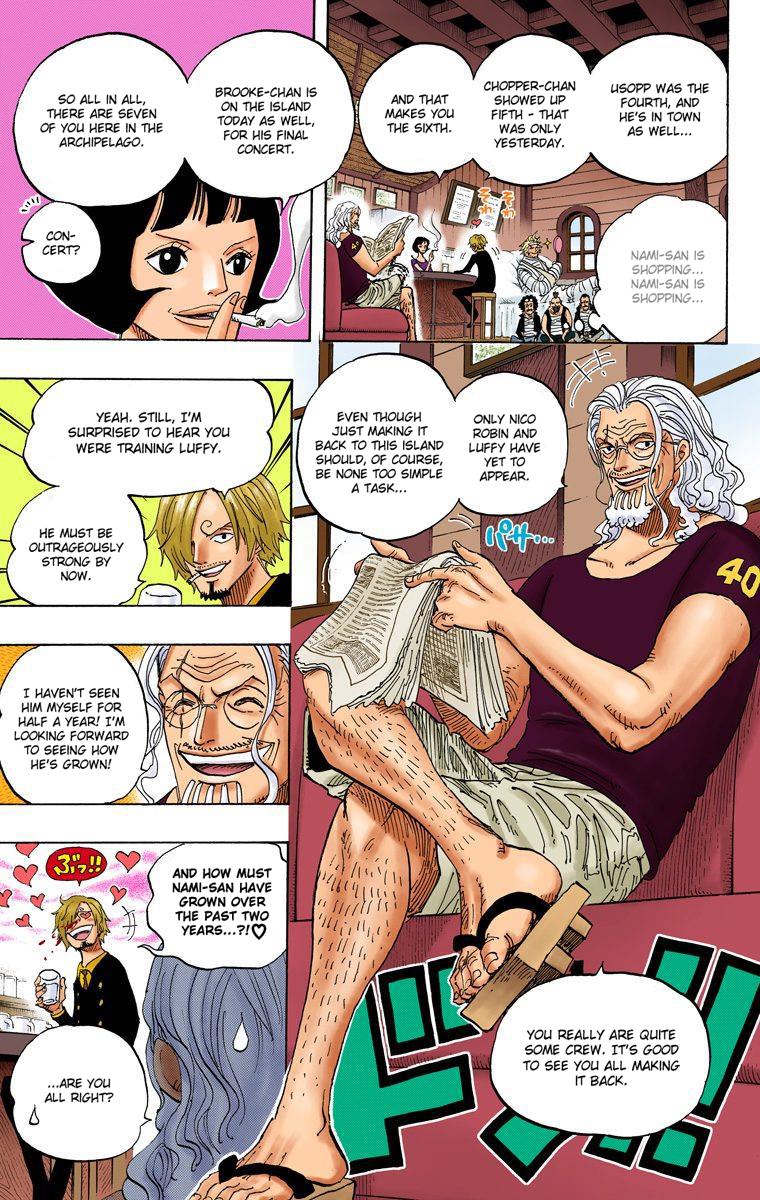 USOPP WAS THE
FOURTH, AND
HE'S IN TOWN
AS WELL...
CHOPPER-CHAN
SHOWED UP
FIFTH - THAT
WAS ONLY
YESTERDAY.
AND THAT
MAKES YOU
THE SIXTH.
そわ
そわ
NAMI-SAN IS
SHOPPING...
NAMI-SAN IS
SHOPPING...
BROOKE-CHAN IS
ON THE ISLAND
TODAY AS WELL,
FOR HIS FINAL
CONCERT.
SO ALL IN ALL,
THERE ARE SEVEN
OF YOU HERE IN THE
ARCHIPELAGO.
CON-
CERT?
ONLY NICO
ROBIN AND
LUFFY HAVE
YET TO
APPEAR.
EVEN THOUGH
JUST MAKING IT
BACK TO THIS ISLAND
SHOULD, OF COURSE,
BE NONE TOO SIMPLE
A TASK...
パサ...
40
YEAH. STILL, I'M
SURPRISED TO HEAR YOU
WERE TRAINING LUFFY.
HE MUST BE
OUTRAGEOUSLY
STRONG BY
NOW.
I HAVEN'T SEEN
HIM MYSELF FOR
HALF A YEAR! I'M
LOOKING FORWARD
TO SEEING HOW
HE'S GROWN!
AND HOW MUST
NAMI-SAN HAVE
GROWN OVER
THE PAST TWO
YEARS...?!♡
ぶっ!!
...ARE YOU
ALL RIGHT?
YOU REALLY ARE QUITE
SOME CREW. IT'S GOOD
TO SEE YOU ALL MAKING
IT BACK.
ドン!!